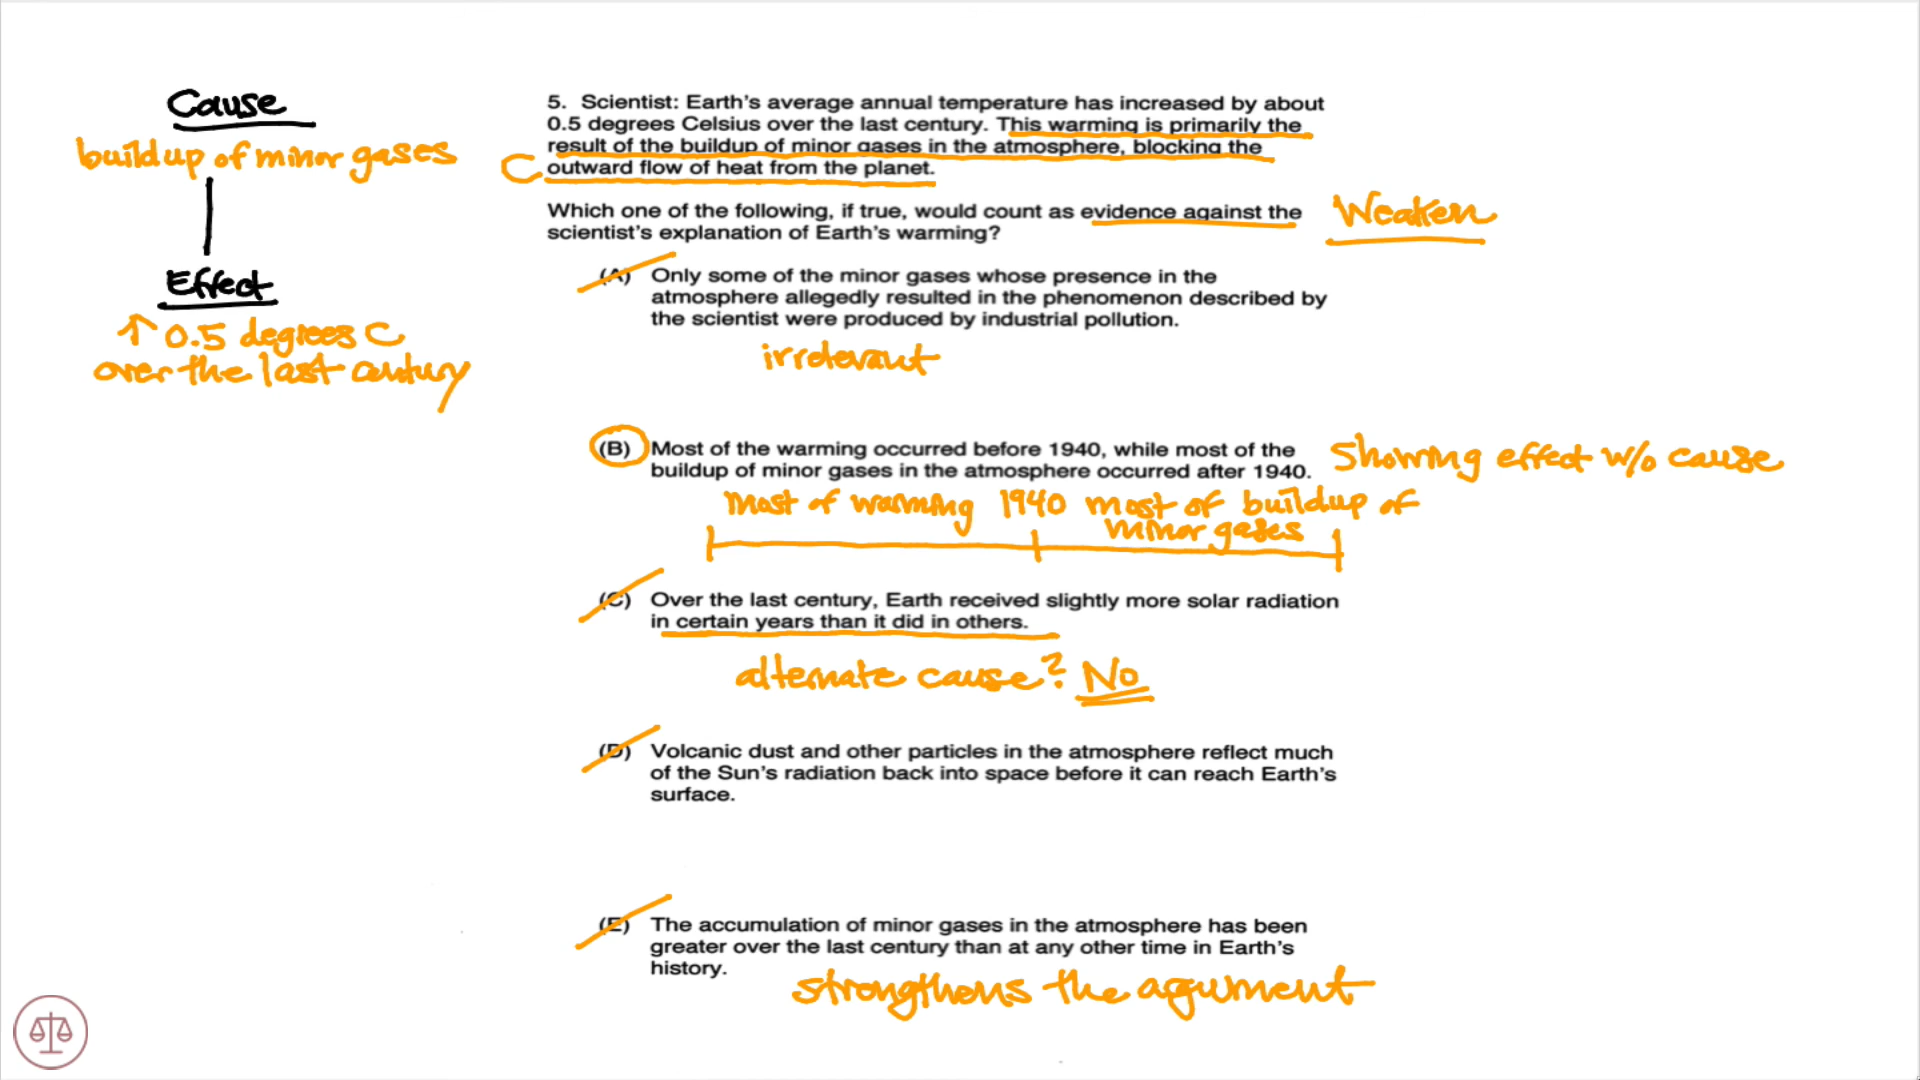 Cause
buildup of minor gases
Effect
↑ 0.5 degrees C
over the last century
5. Scientist: Earth's average annual temperature has increased by about
0.5 degrees Celsius over the last century. This warming is primarily the
result of the buildup of minor gases in the atmosphere, blocking the
C outward flow of heat from the planet.
Which one of the following, if true, would count as evidence against the
scientist's explanation of Earth's warming?
Weaken
(A) Only some of the minor gases whose presence in the
atmosphere allegedly resulted in the phenomenon described by
the scientist were produced by industrial pollution.
irrelevant
(B) Most of the warming occurred before 1940, while most of the
buildup of minor gases in the atmosphere occurred after 1940.
Showing effect w/o cause
Most of warming 1940 most of buildup of
minor gases
(C) Over the last century, Earth received slightly more solar radiation
in certain years than it did in others.
alternate cause? No
(D) Volcanic dust and other particles in the atmosphere reflect much
of the Sun's radiation back into space before it can reach Earth's
surface.
(E) The accumulation of minor gases in the atmosphere has been
greater over the last century than at any other time in Earth's
history.
strengthens the argument